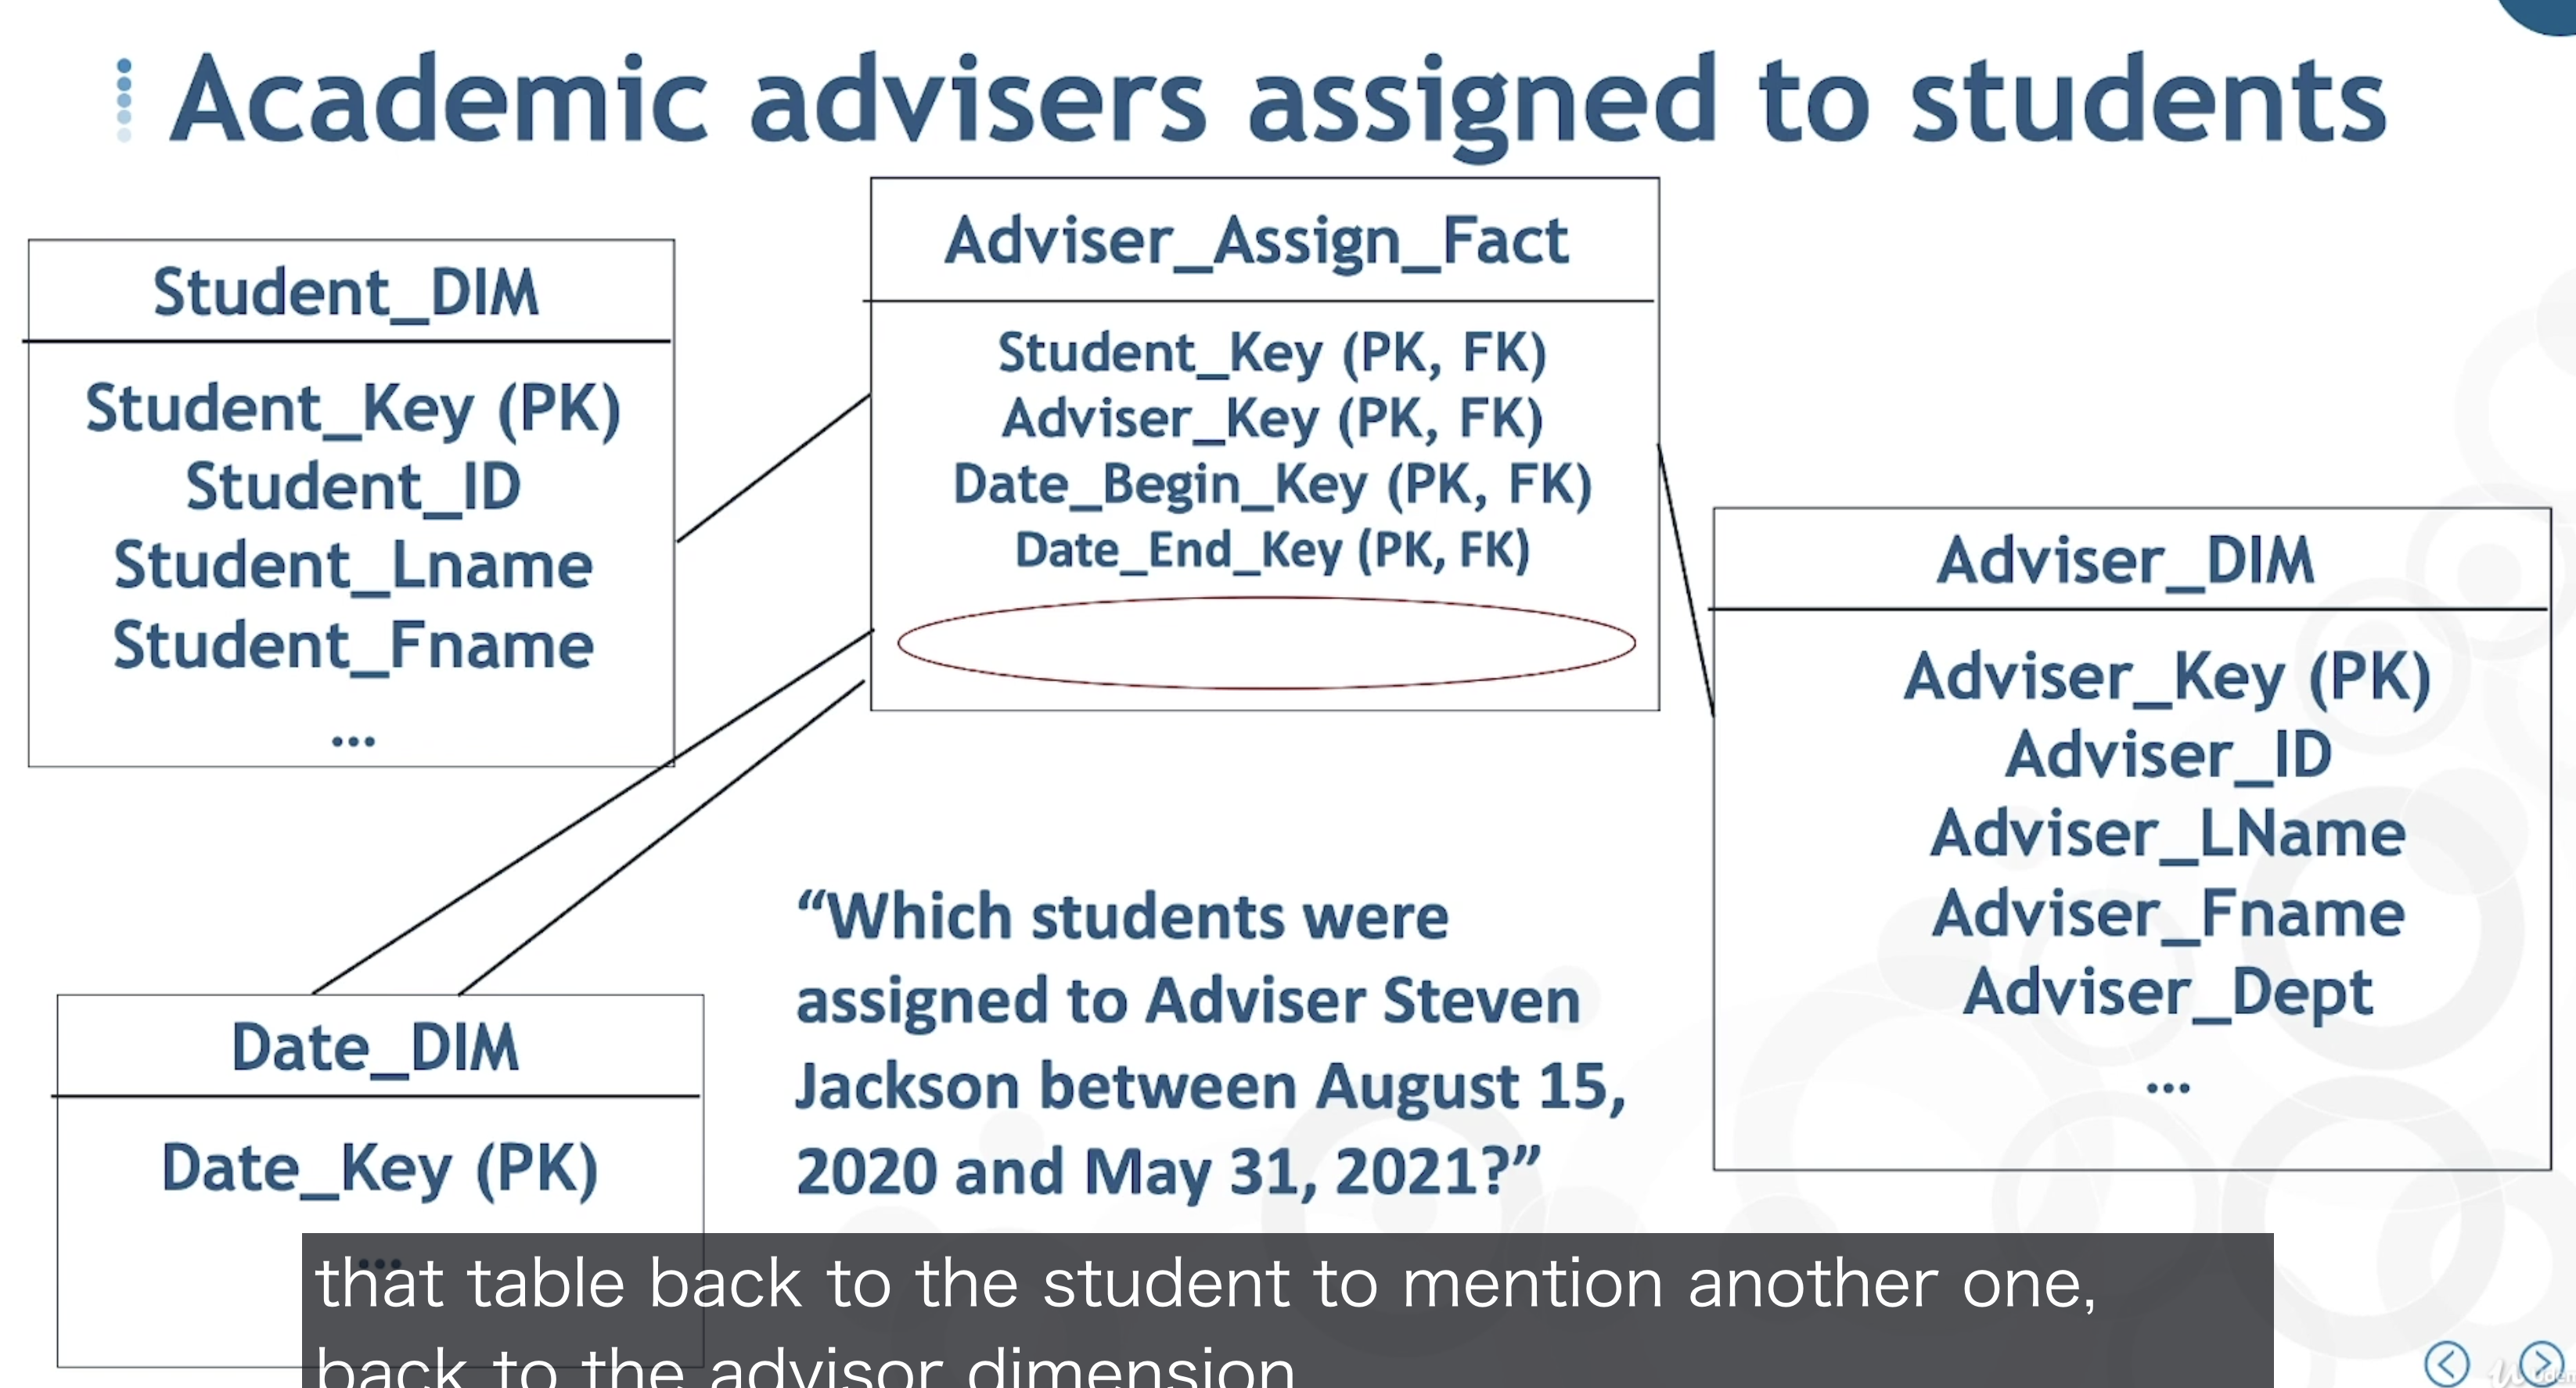 Academic advisers assigned to students
Student_DIM
Student_Key (PK)
Student_ID
Student_Lname
Student_Fname
...
Adviser_Assign_Fact
Student_Key (PK, FK)
Adviser_Key (PK, FK)
Date_Begin_Key (PK, FK)
Date_End_Key (PK, FK)
Adviser_DIM
Adviser_Key (PK)
Adviser_ID
Adviser_LName
Adviser_Fname
Adviser_Dept
...
Date_DIM
Date_Key (PK)
...
“Which students were
assigned to Adviser Steven
Jackson between August 15,
2020 and May 31, 2021?”
that table back to the student to mention another one,
back to the advisor dimension